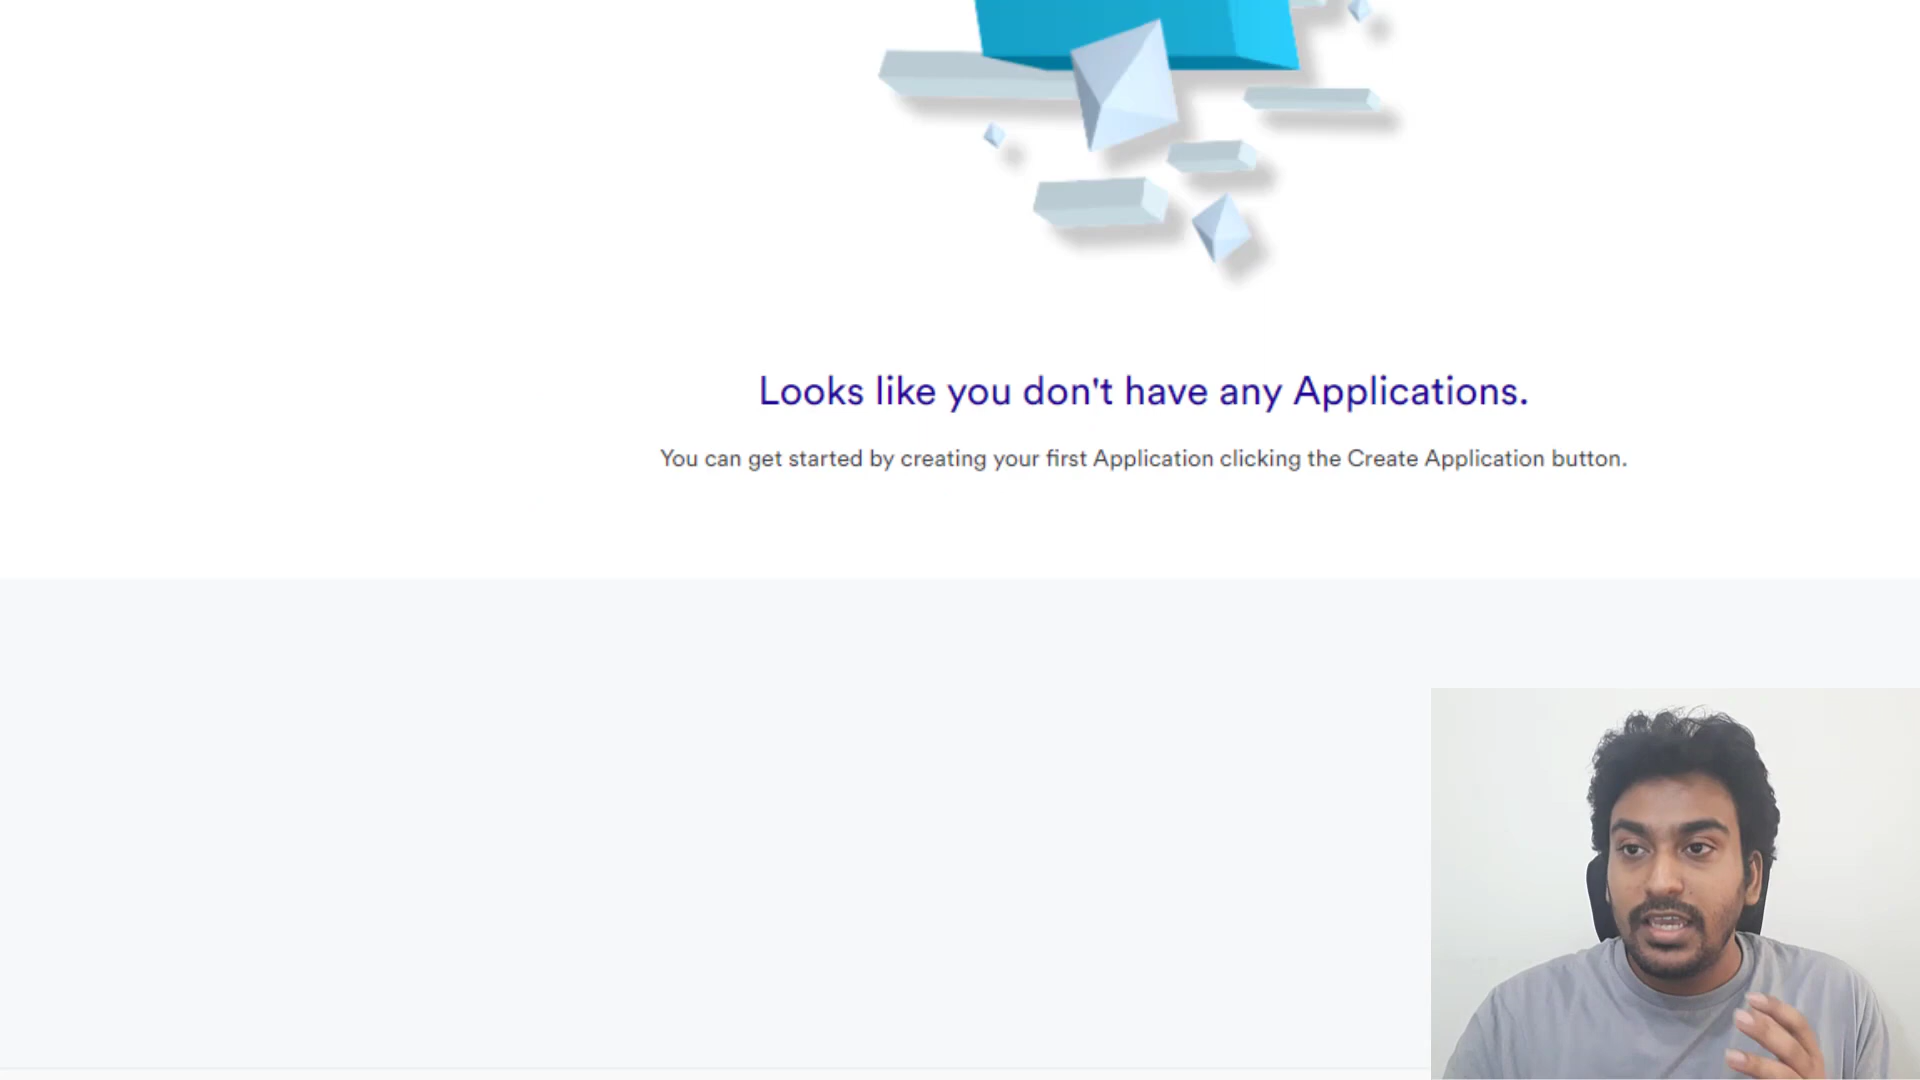 Looks like you don't have any Applications.
You can get started by creating your first Application clicking the Create Application button.